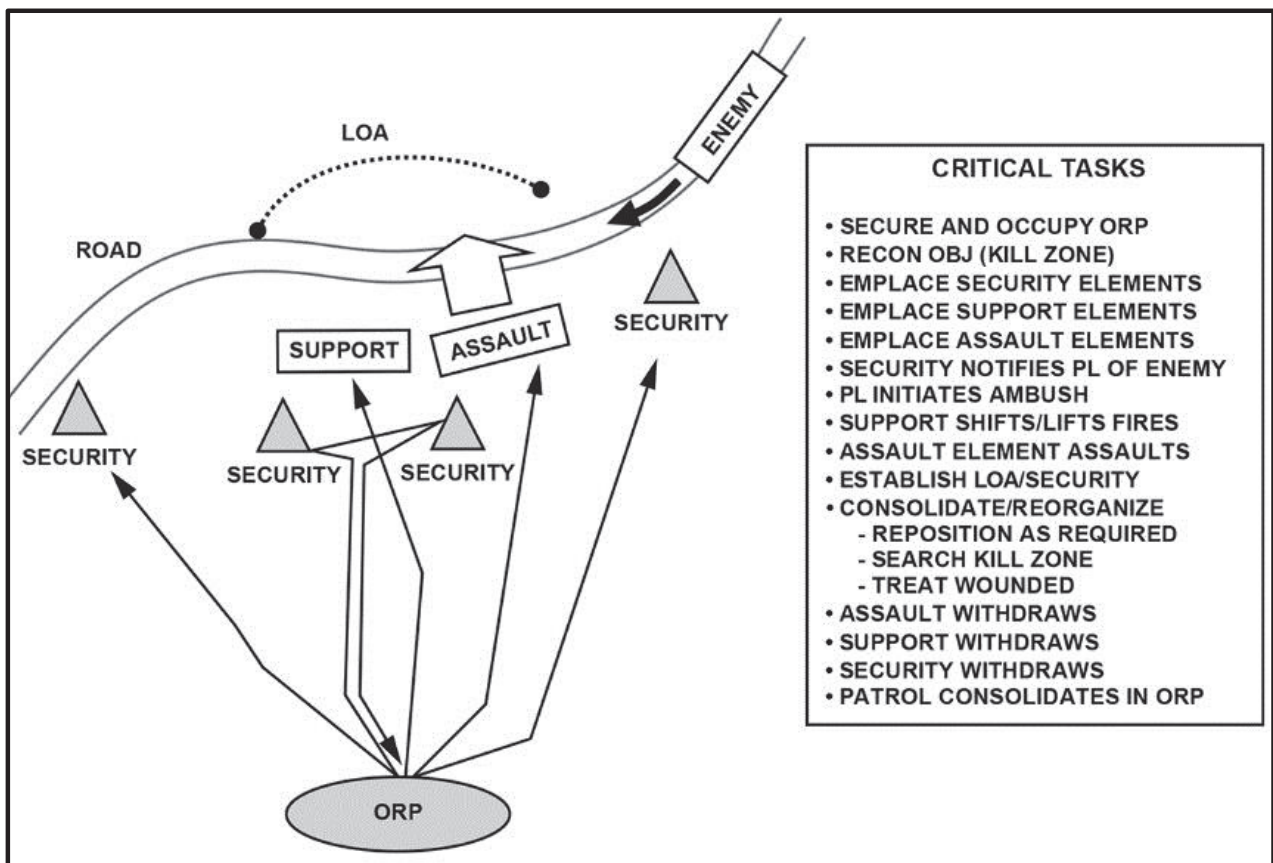 LOA
ENEMY
ROAD
SUPPORT
ASSAULT
SECURITY
SECURITY
SECURITY
SECURITY
ORP
CRITICAL TASKS
• SECURE AND OCCUPY ORP
• RECON OBJ (KILL ZONE)
• EMPLACE SECURITY ELEMENTS
• EMPLACE SUPPORT ELEMENTS
• EMPLACE ASSAULT ELEMENTS
• SECURITY NOTIFIES PL OF ENEMY
• PL INITIATES AMBUSH
• SUPPORT SHIFTS/LIFTS FIRES
• ASSAULT ELEMENT ASSAULTS
• ESTABLISH LOA/SECURITY
• CONSOLIDATE/REORGANIZE
- REPOSITION AS REQUIRED
- SEARCH KILL ZONE
- TREAT WOUNDED
• ASSAULT WITHDRAWS
• SUPPORT WITHDRAWS
• SECURITY WITHDRAWS
• PATROL CONSOLIDATES IN ORP